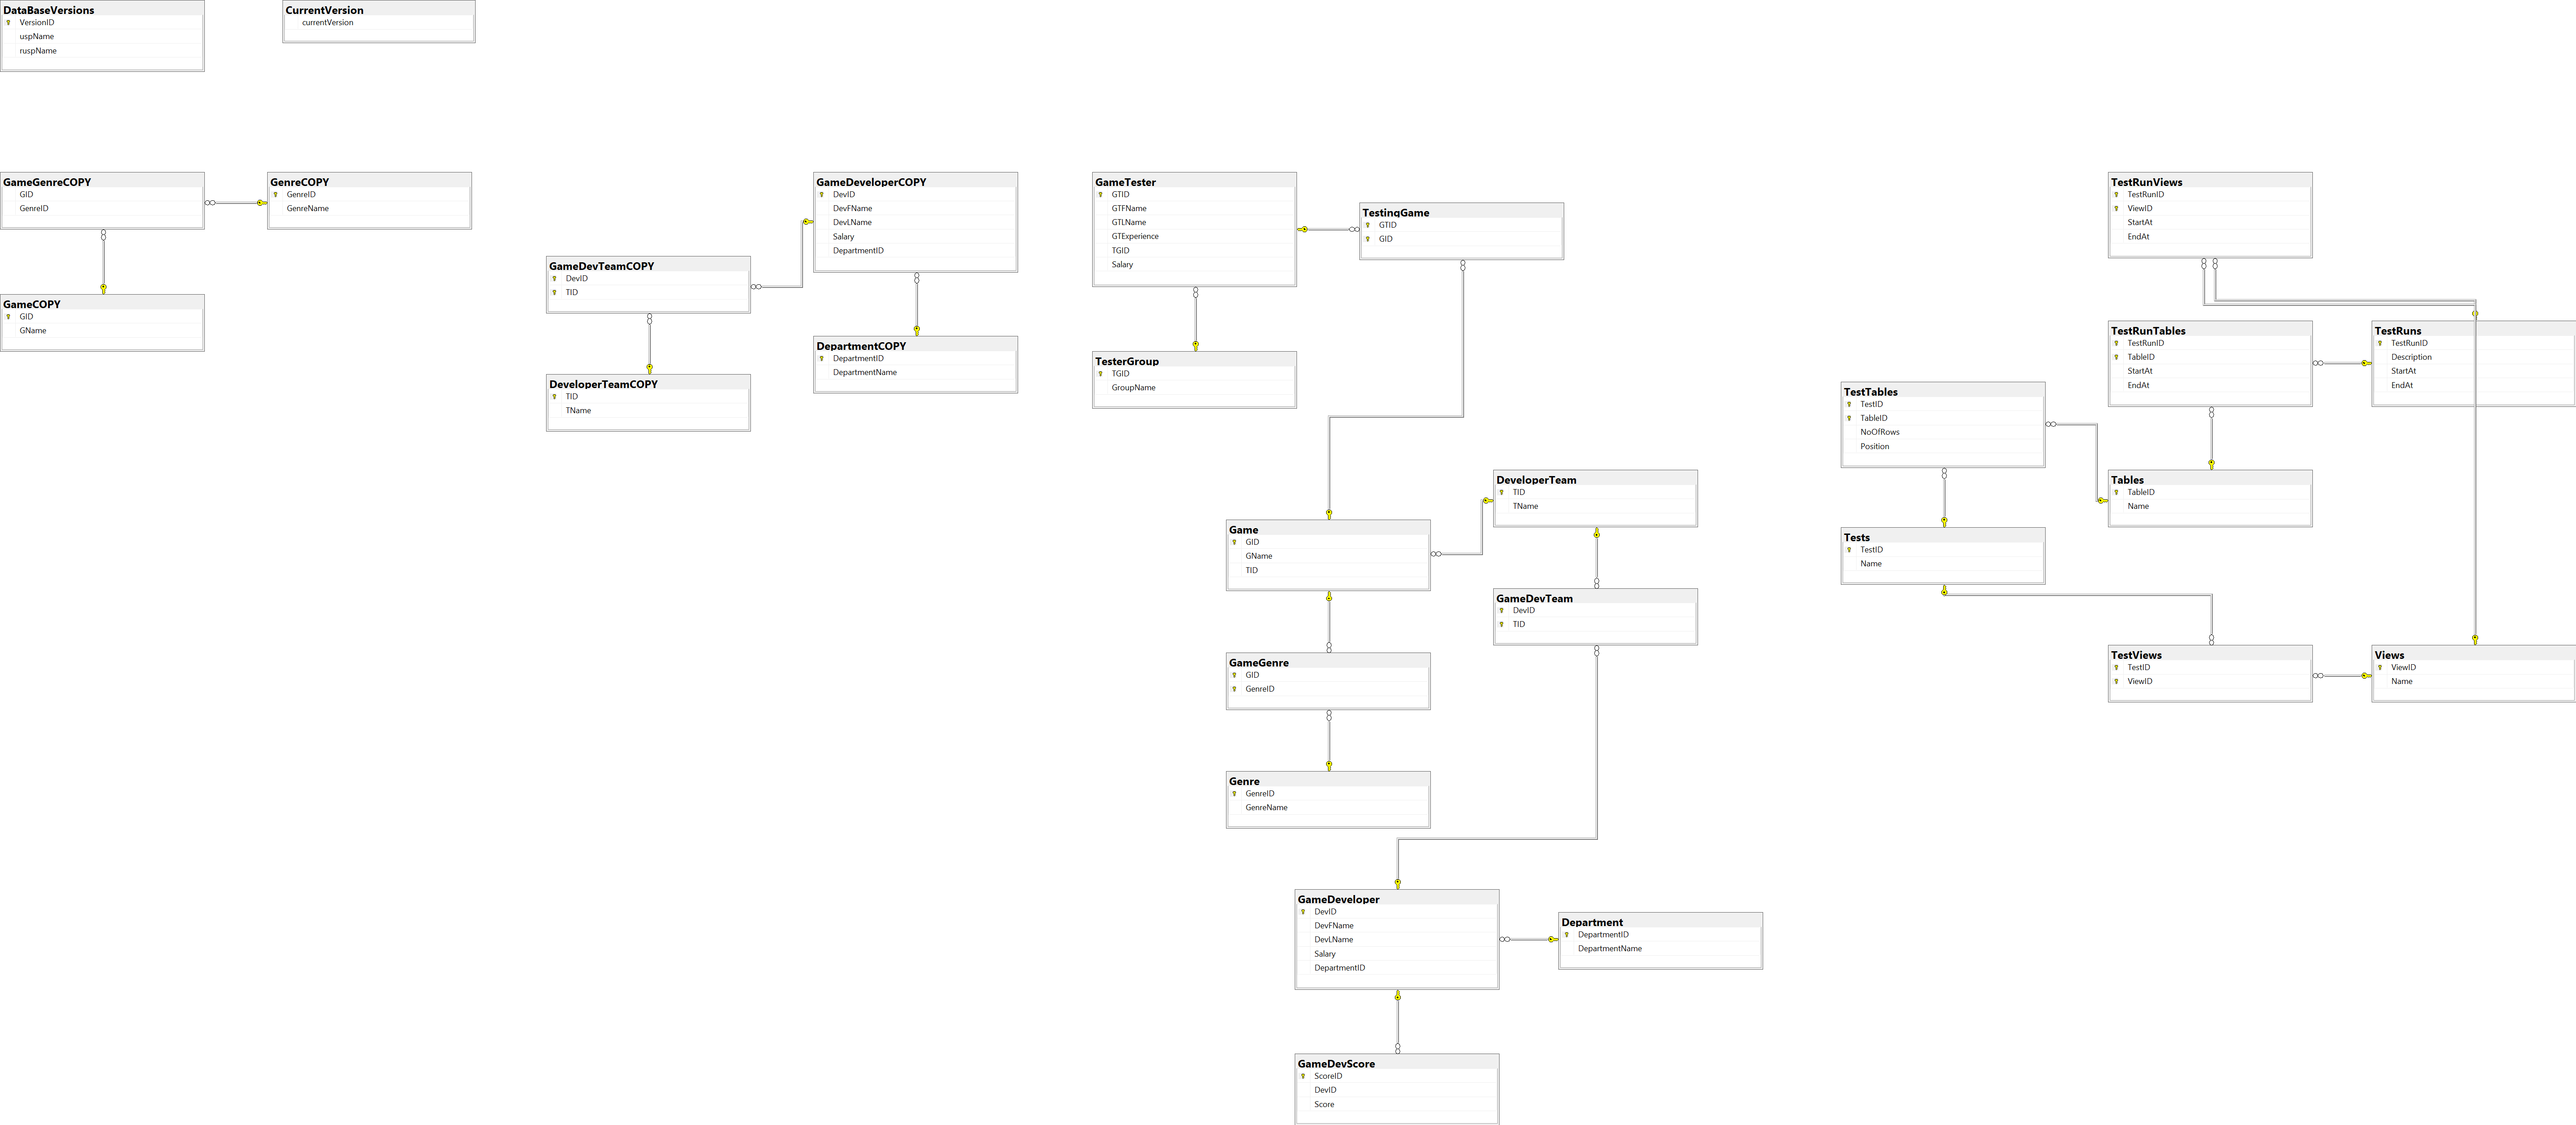 DataBaseVersions
VersionID
uspName
ruspName
CurrentVersion
currentVersion
GameGenreCOPY
GID
GenreID
GenreCOPY
GenreID
GenreName
GameCOPY
GID
GName
GameDevTeamCOPY
DevID
TID
DeveloperTeamCOPY
TID
TName
GameDeveloperCOPY
DevID
DevFName
DevLName
Salary
DepartmentID
DepartmentCOPY
DepartmentID
DepartmentName
GameTester
GTID
GTFName
GTLName
GTExperience
TGID
Salary
TestingGame
GTID
GID
TesterGroup
TGID
GroupName
DeveloperTeam
TID
TName
Game
GID
GName
TID
GameDevTeam
DevID
TID
GameGenre
GID
GenreID
Genre
GenreID
GenreName
GameDeveloper
DevID
DevFName
DevLName
Salary
DepartmentID
Department
DepartmentID
DepartmentName
GameDevScore
ScoreID
DevID
Score
TestRunViews
TestRunID
ViewID
StartAt
EndAt
TestRunTables
TestRunID
TableID
StartAt
EndAt
TestRuns
TestRunID
Description
StartAt
EndAt
TestTables
TestID
TableID
NoOfRows
Position
Tables
TableID
Name
Tests
TestID
Name
TestViews
TestID
ViewID
Views
ViewID
Name